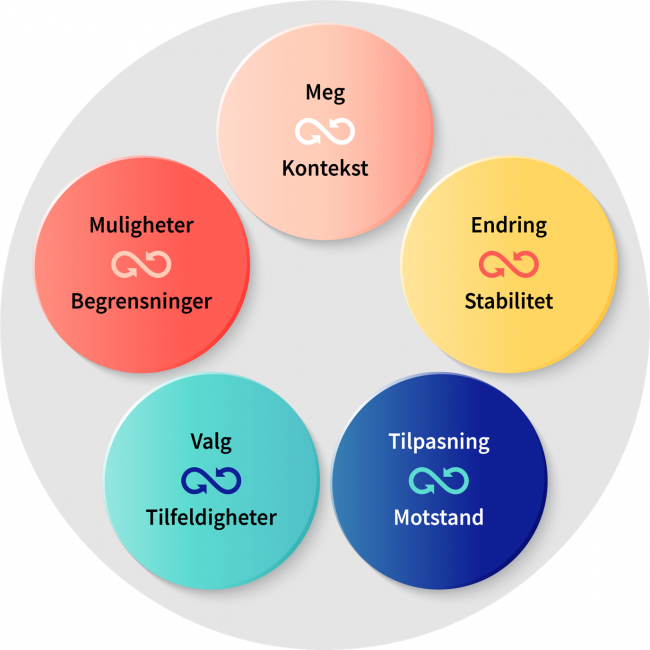 Meg
Kontekst
Endring
Stabilitet
Tilpasning
Motstand
Valg
Tilfeldigheter
Muligheter
Begrensninger